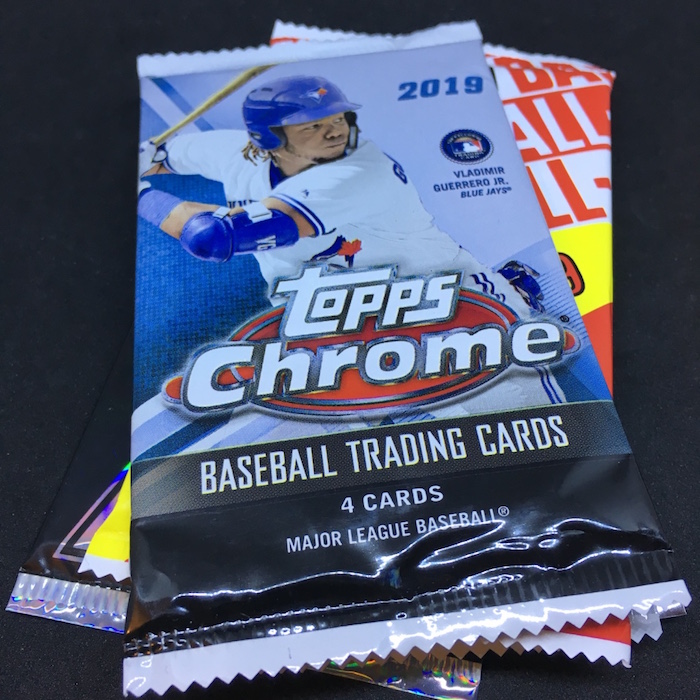 2019
VLADIMIR
GUERRERO JR.
BLUE JAYS®
Topps
Chrome®
BASEBALL TRADING CARDS
4 CARDS
MAJOR LEAGUE BASEBALL®